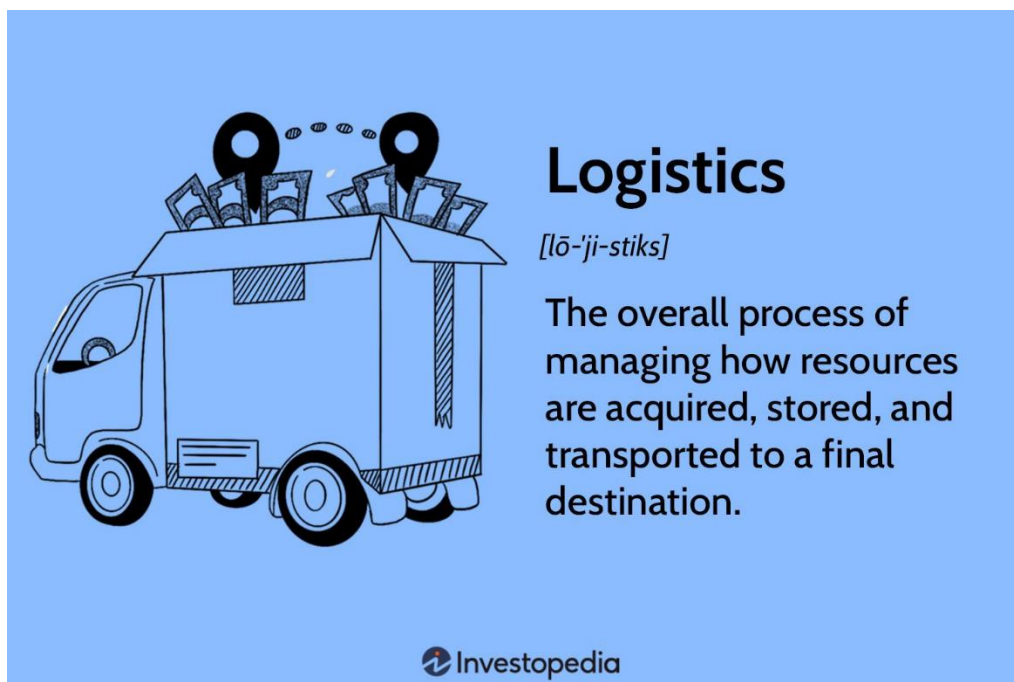 Logistics
[lō-'ji-stiks]
The overall process of
managing how resources
are acquired, stored, and
transported to a final
destination.
Investopedia